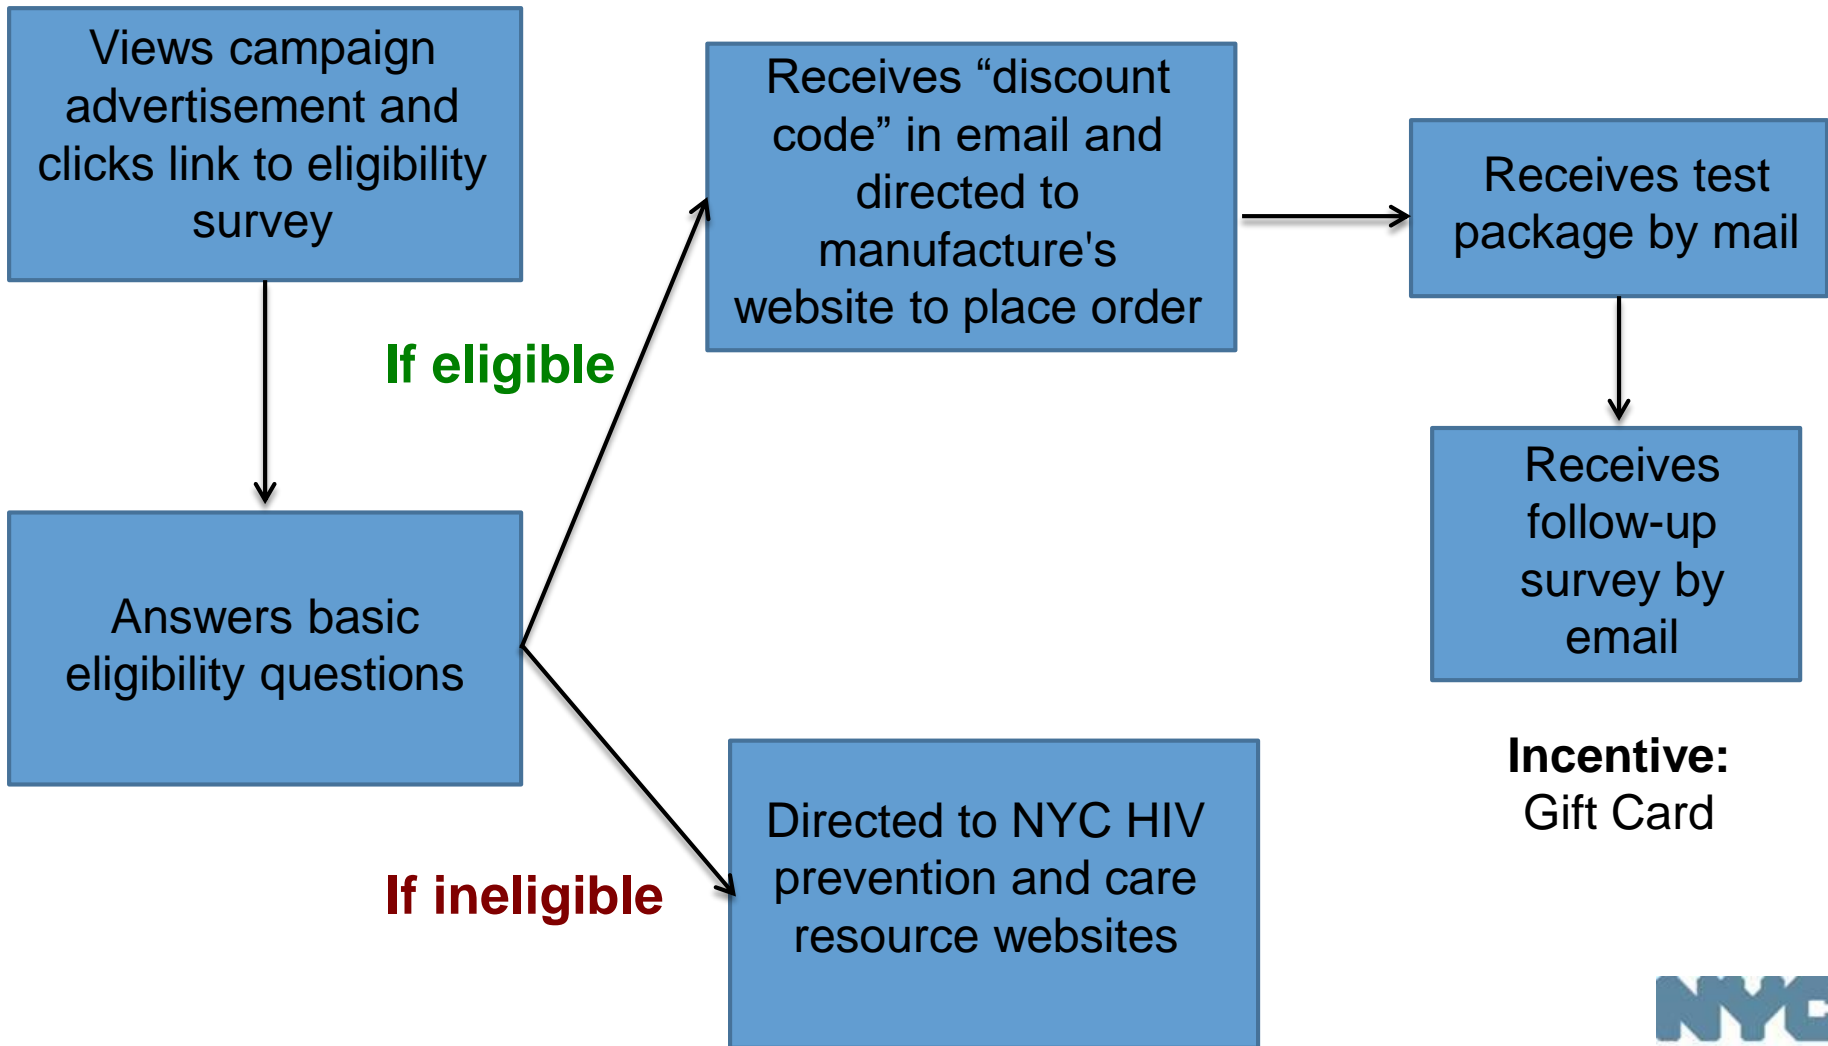 Views campaign
advertisement and
clicks link to eligibility
survey
Answers basic
eligibility questions
If eligible
If ineligible
Receives “discount
code” in email and
directed to
manufacture's
website to place order
Directed to NYC HIV
prevention and care
resource websites
Receives test
package by mail
Receives
follow-up
survey by
email
Incentive:
Gift Card
NYC